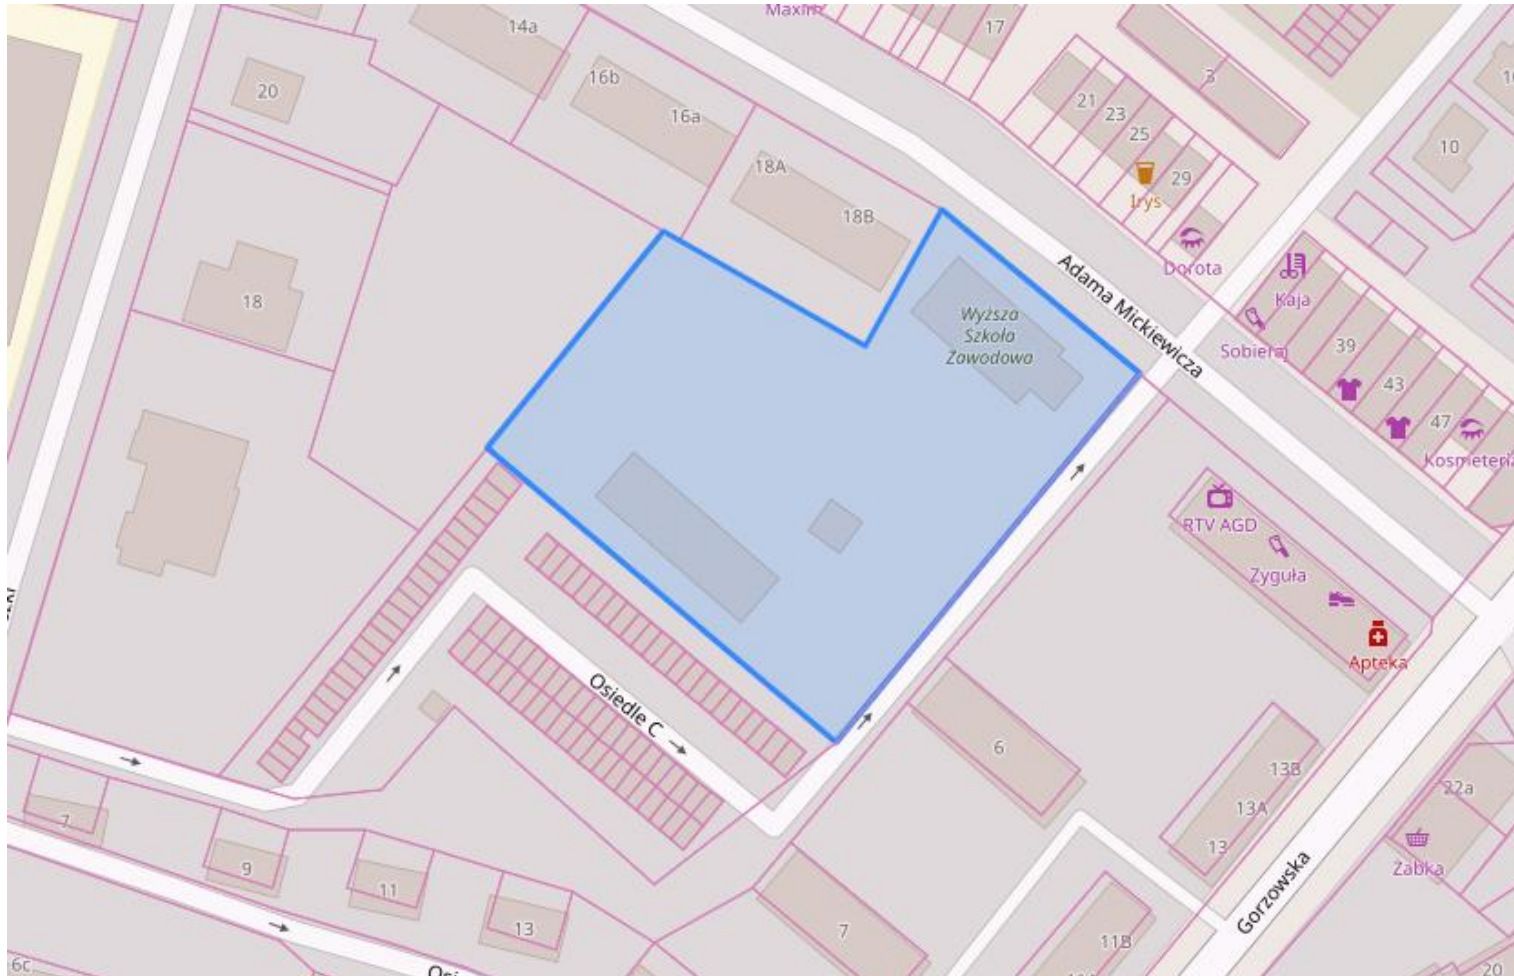 Maxim
14a
17
3
16b
20
21
23
16a
25
10
18A
29
Irys
18B
Dorota
Adama Mickiewicza
Kaja
18
Wyższa
Szkoła
Zawodowa
Sobieraj
39
43
47
Kosmeteria
RTV AGD
Zyguła
Apteka
Osiedle C
6
13B
22a
13A
7
13
Żabka
9
11
Gorzowska
13
7
11B
6c
20